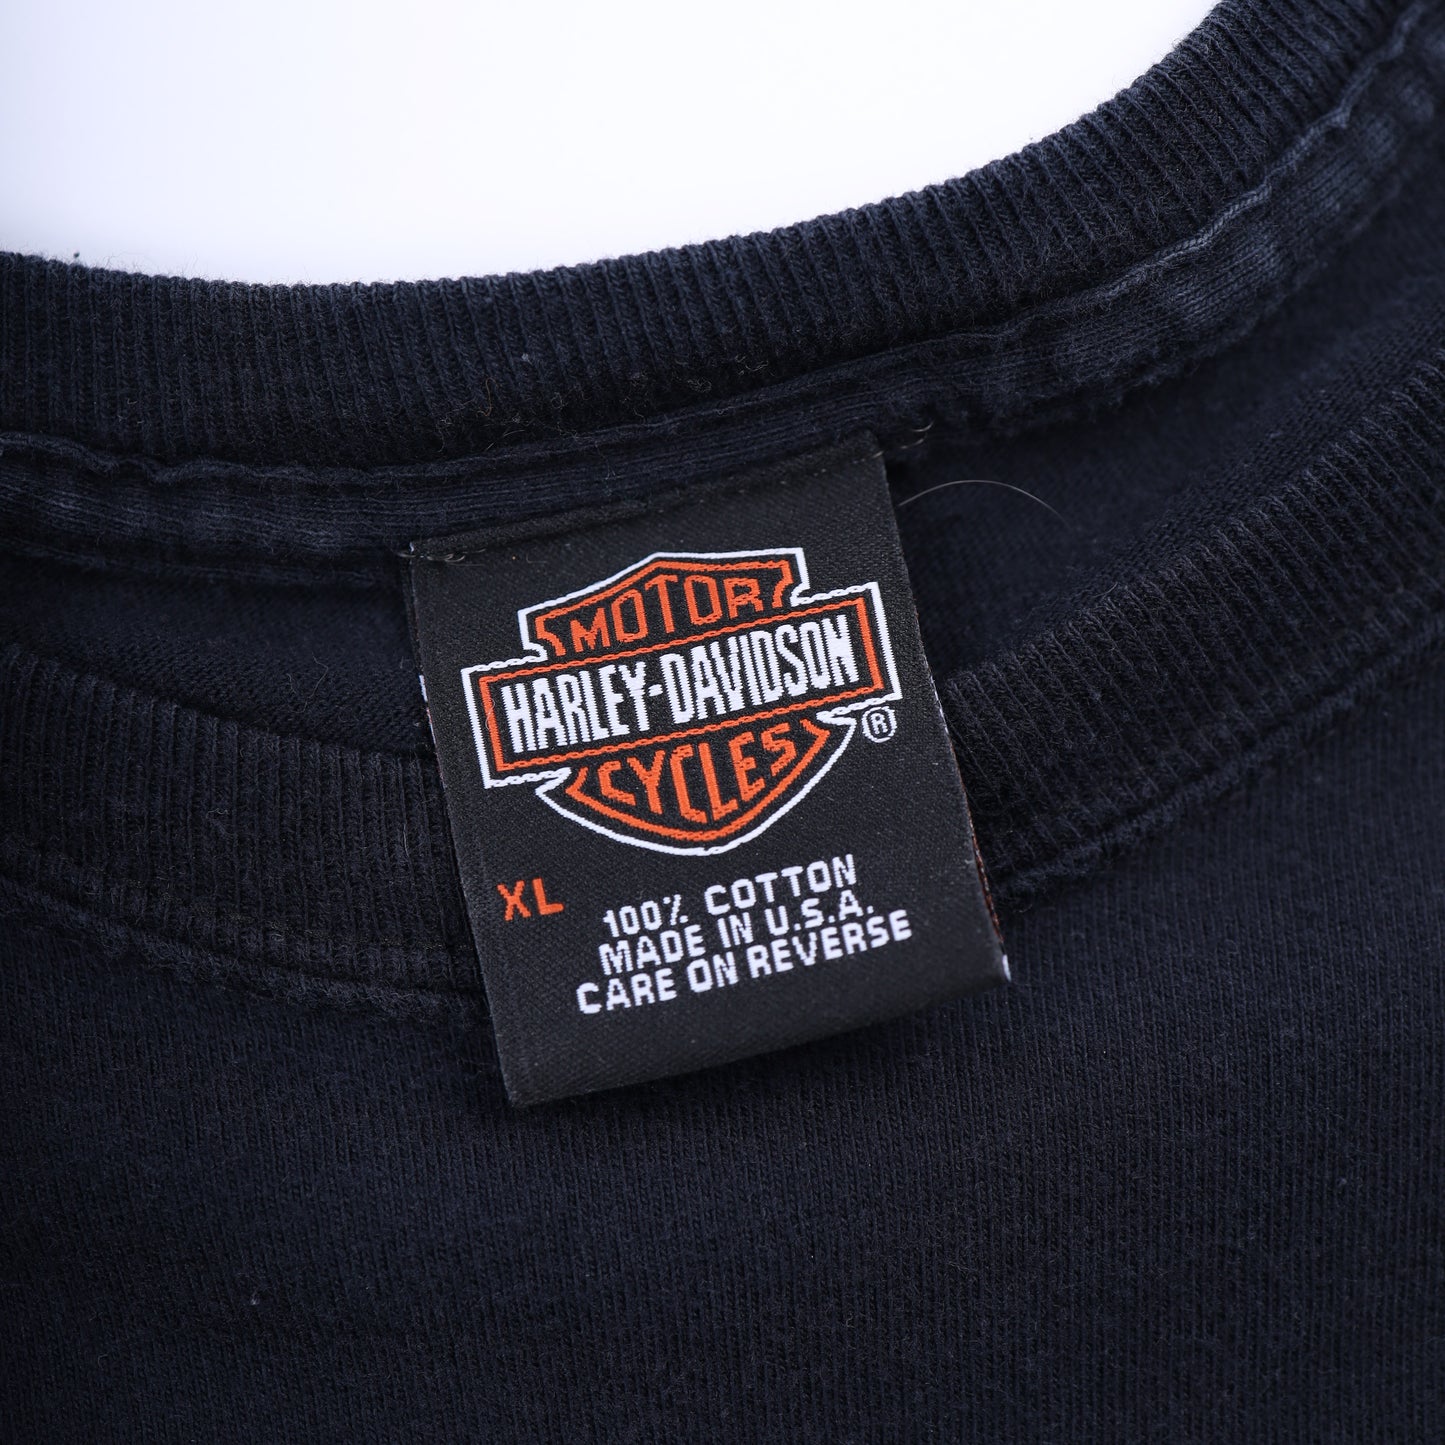 MOTOR
HARLEY-DAVIDSON
CYCLES
®
XL
100% COTTON
MADE IN U.S.A.
CARE ON REVERSE